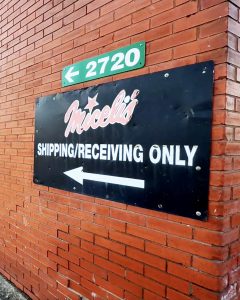 ← 2720
Miceli's
SHIPPING/RECEIVING ONLY
←